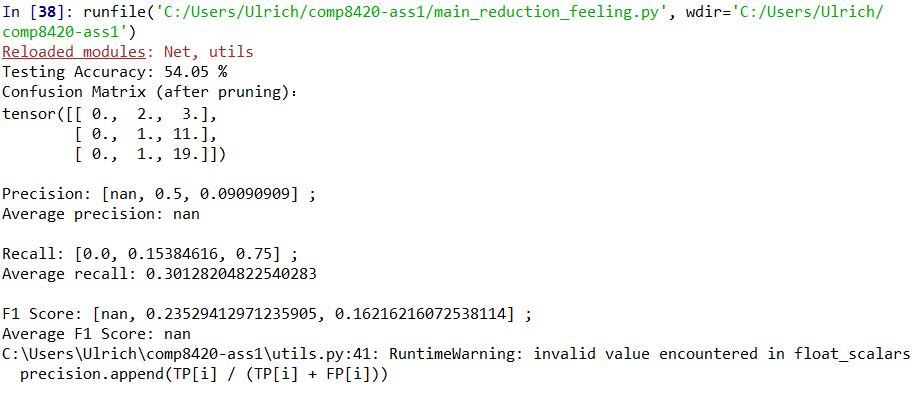 In [38]: runfile('C:/Users/Ulrich/comp8420-ass1/main_reduction_feeling.py', wdir='C:/Users/Ulrich/
comp8420-ass1')
Reloaded modules: Net, utils
Testing Accuracy: 54.05 %
Confusion Matrix (after pruning):
tensor([[ 0.,  2.,  3.],
        [ 0.,  1., 11.],
        [ 0.,  1., 19.]])
Precision: [nan, 0.5, 0.09090909] ;
Average precision: nan
Recall: [0.0, 0.15384616, 0.75] ;
Average recall: 0.30128204822540283
F1 Score: [nan, 0.23529412971235905, 0.16216216072538114] ;
Average F1 Score: nan
C:\Users\Ulrich\comp8420-ass1\utils.py:41: RuntimeWarning: invalid value encountered in float_scalars
  precision.append(TP[i] / (TP[i] + FP[i]))